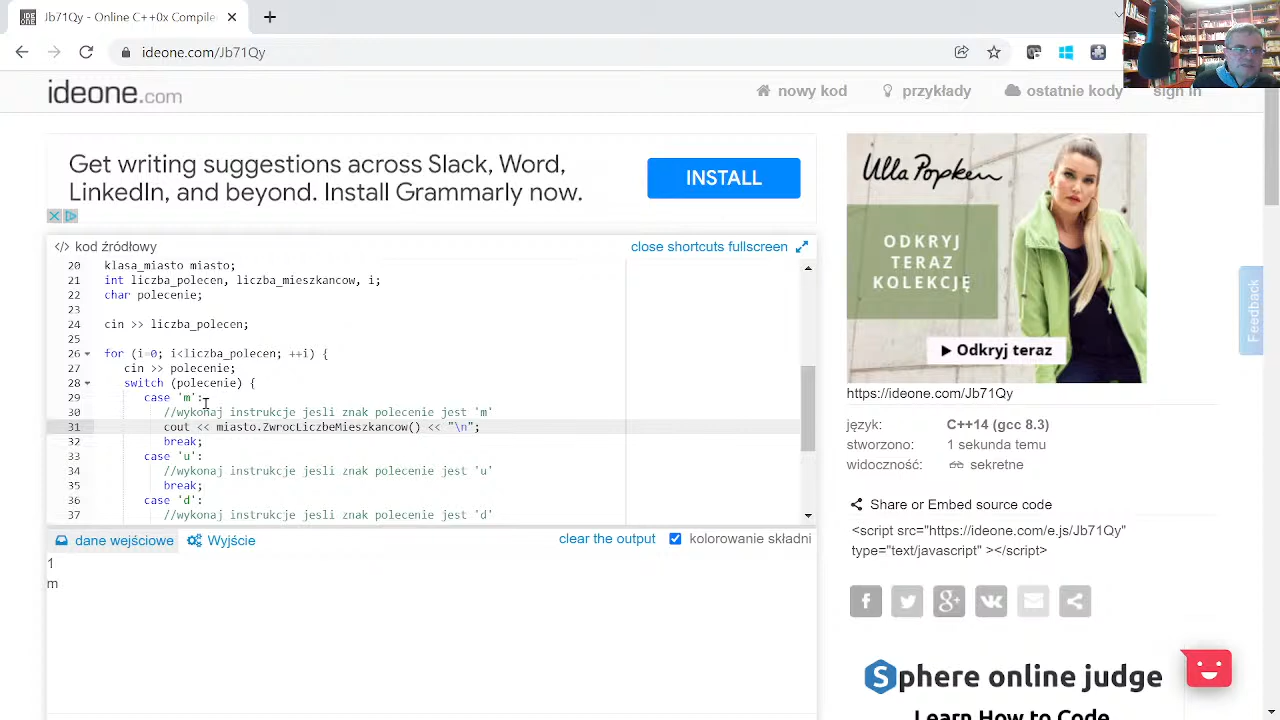 Jb71Qy - Online C++0x Compile
ideone.com/Jb71Qy
ideone.com
nowy kod
przykłady
ostatnie kody
sign in
Get writing suggestions across Slack, Word,
LinkedIn, and beyond. Install Grammarly now.
INSTALL
</> kod źródłowy
close shortcuts fullscreen
20 klasa_miasto miasto;
21 int liczba_polecen, liczba_mieszkancow, i;
22 char polecenie;
23
24 cin >> liczba_polecen;
25
26 for (i=0; i<liczba_polecen; ++i) {
27 cin >> polecenie;
28 switch (polecenie) {
29 case 'm':
30 //wykonaj instrukcje jesli znak polecenie jest 'm'
31 cout << miasto.ZwrocLiczbeMieszkancow() << "\n";
32 break;
33 case 'u':
34 //wykonaj instrukcje jesli znak polecenie jest 'u'
35 break;
36 case 'd':
37 //wykonaj instrukcje jesli znak polecenie jest 'd'
dane wejściowe
Wyjście
clear the output
kolorowanie składni
1
m
Ulla Popken
ODKRYJ
TERAZ
KOLEKCJĘ
Odkryj teraz
https://ideone.com/Jb71Qy
język: C++14 (gcc 8.3)
stworzono: 1 sekunda temu
widoczność: sekretne
Share or Embed source code
<script src="https://ideone.com/e.js/Jb71Qy"
type="text/javascript" ></script>
Sphere online judge
Learn How to Code
Feedback